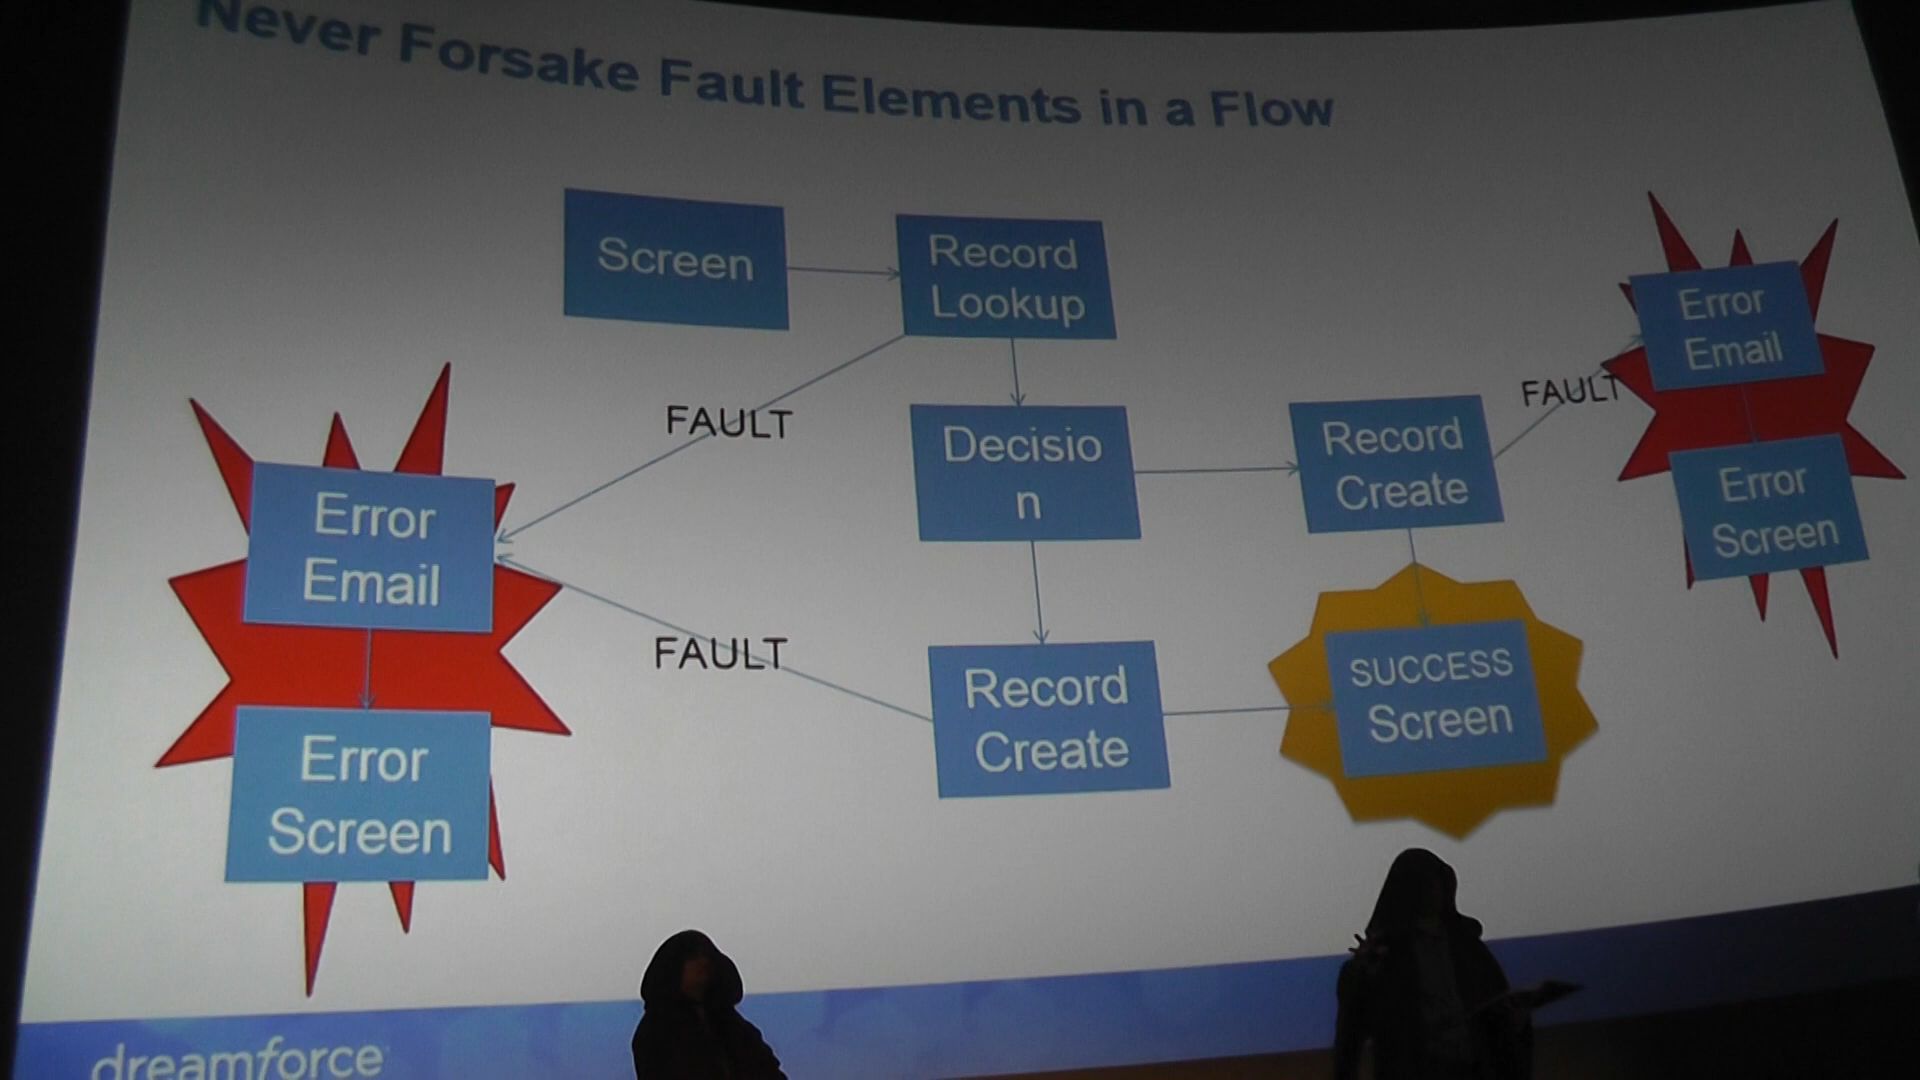 Never Forsake Fault Elements in a Flow
Screen
Record
Lookup
Error
Email
FAULT
FAULT
Decisio
n
Record
Create
Error
Screen
Error
Email
FAULT
Record
Create
SUCCESS
Screen
Error
Screen
dreamforce